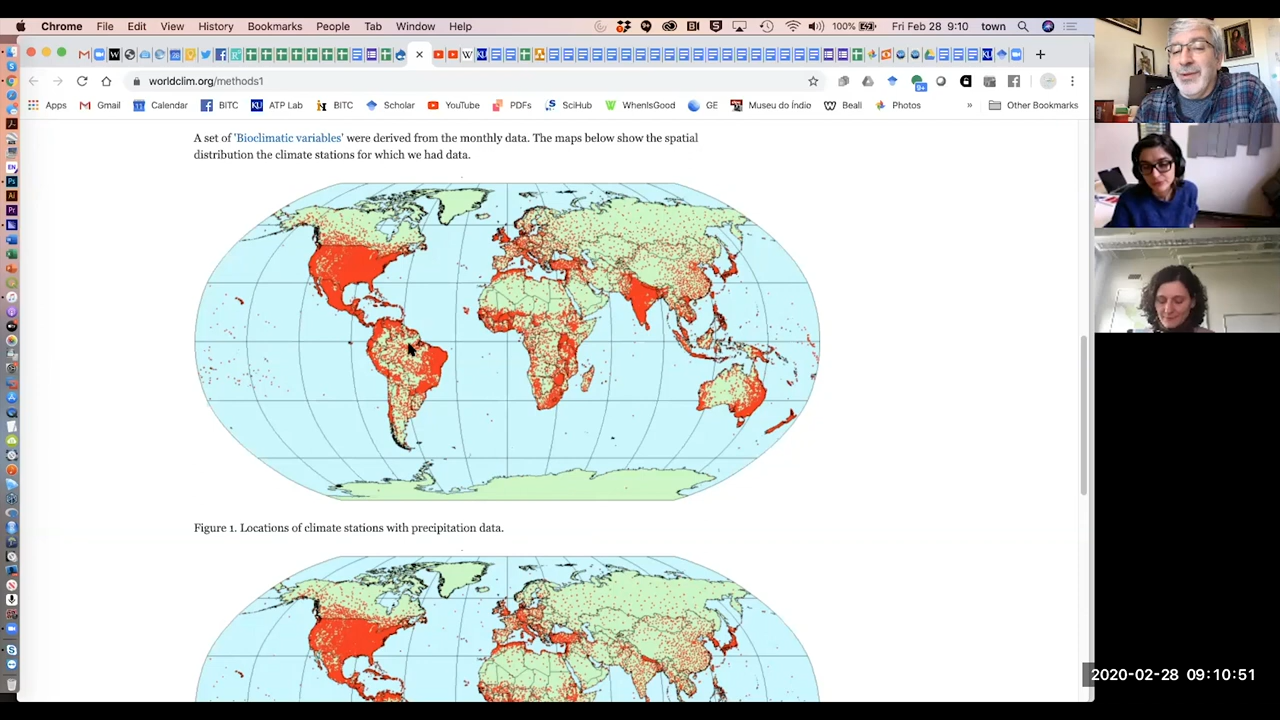 Chrome File Edit View History Bookmarks People Tab Window Help 100% Fri Feb 28 9:10 town
worldclim.org/methods1
Apps Gmail Calendar BITC ATP Lab BITC Scholar YouTube PDFs SciHub WhenIsGood GE Museu do Índio Beall Photos » Other Bookmarks
A set of 'Bioclimatic variables' were derived from the monthly data. The maps below show the spatial
distribution the climate stations for which we had data.
Figure 1. Locations of climate stations with precipitation data.
2020-02-28 09:10:51